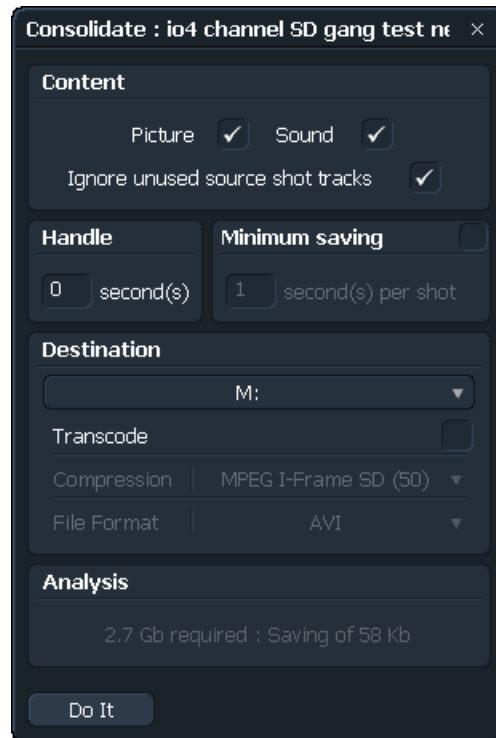 Consolidate : io4 channel SD gang test ne
Content
Picture Sound
Ignore unused source shot tracks
Handle Minimum saving
0 second(s) 1 second(s) per shot
Destination
M:
Transcode
Compression MPEG I-Frame SD (50)
File Format AVI
Analysis
2.7 Gb required : Saving of 58 Kb
Do It